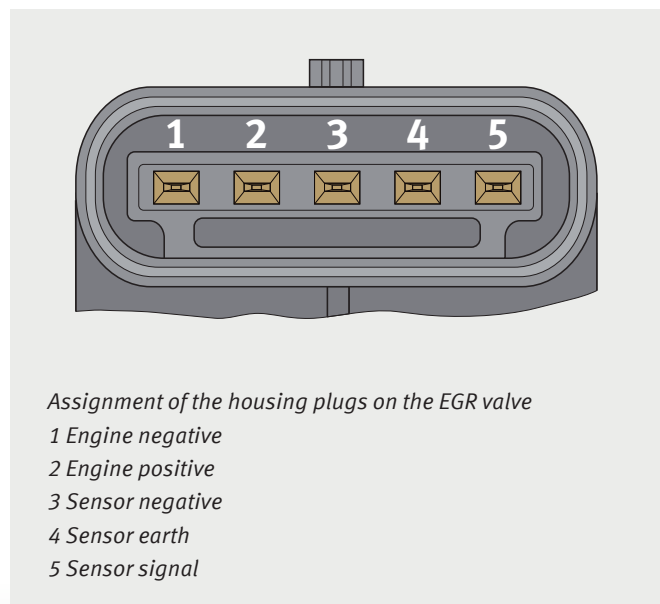 1 2 3 4 5
Assignment of the housing plugs on the EGR valve
1 Engine negative
2 Engine positive
3 Sensor negative
4 Sensor earth
5 Sensor signal